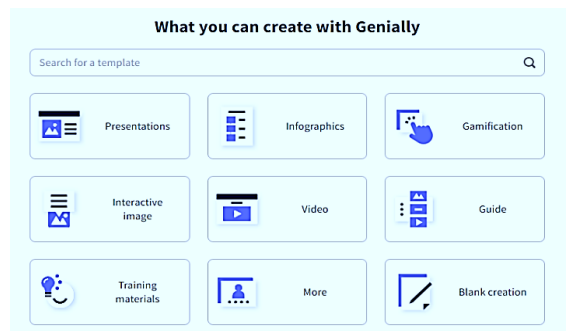 What you can create with Genially
Search for a template
Presentations
Infographics
Gamification
Interactive
image
Video
Guide
Training
materials
More
Blank creation